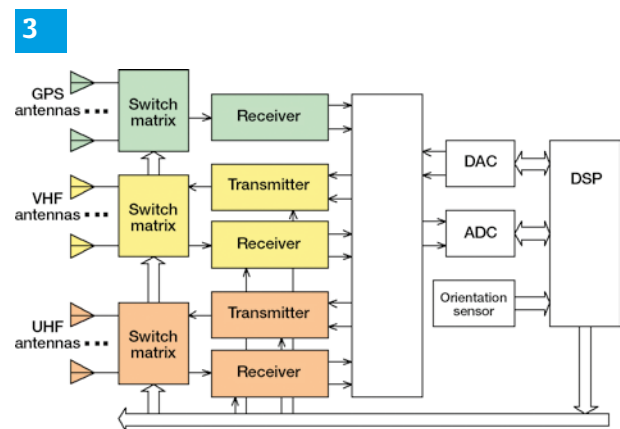 3
GPS
antennas
Switch
matrix
Receiver
VHF
antennas
Switch
matrix
Transmitter
Receiver
UHF
antennas
Switch
matrix
Transmitter
Receiver
DAC
ADC
Orientation
sensor
DSP